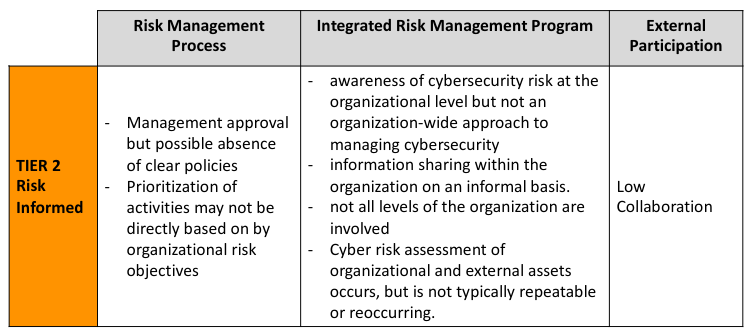 Risk Management
Process
Integrated Risk Management Program
External
Participation
TIER 2
Risk
Informed
- Management approval
but possible absence
of clear policies
- Prioritization of
activities may not be
directly based on by
organizational risk
objectives
- awareness of cybersecurity risk at the
organizational level but not an
organization-wide approach to
managing cybersecurity
- information sharing within the
organization on an informal basis.
- not all levels of the organization are
involved
- Cyber risk assessment of
organizational and external assets
occurs, but is not typically repeatable
or reoccurring.
Low
Collaboration